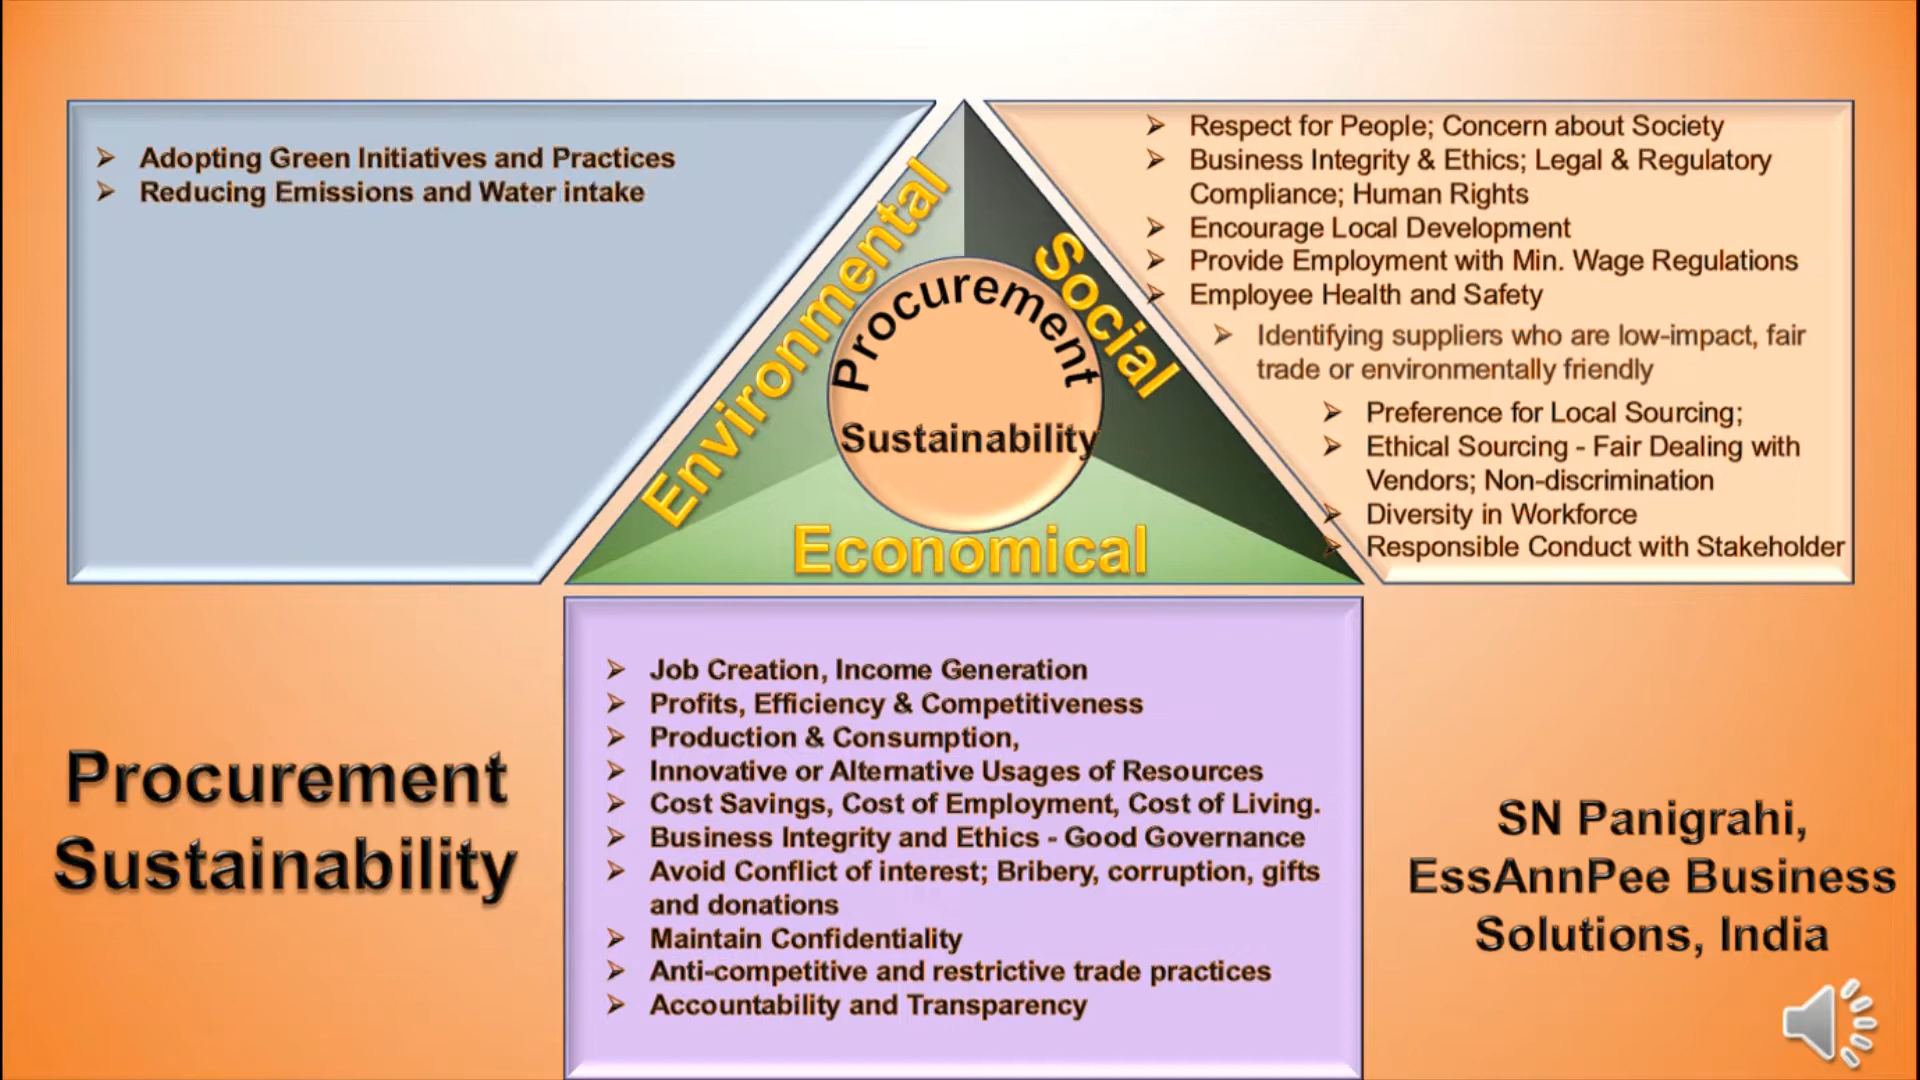 Adopting Green Initiatives and Practices
Reducing Emissions and Water intake
Environmental
Social
Economical
Procurement
Sustainability
Respect for People; Concern about Society
Business Integrity & Ethics; Legal & Regulatory
Compliance; Human Rights
Encourage Local Development
Provide Employment with Min. Wage Regulations
Employee Health and Safety
Identifying suppliers who are low-impact, fair
trade or environmentally friendly
Preference for Local Sourcing;
Ethical Sourcing - Fair Dealing with
Vendors; Non-discrimination
Diversity in Workforce
Responsible Conduct with Stakeholder
Job Creation, Income Generation
Profits, Efficiency & Competitiveness
Production & Consumption,
Innovative or Alternative Usages of Resources
Cost Savings, Cost of Employment, Cost of Living.
Business Integrity and Ethics - Good Governance
Avoid Conflict of interest; Bribery, corruption, gifts
and donations
Maintain Confidentiality
Anti-competitive and restrictive trade practices
Accountability and Transparency
Procurement
Sustainability
SN Panigrahi,
EssAnnPee Business
Solutions, India